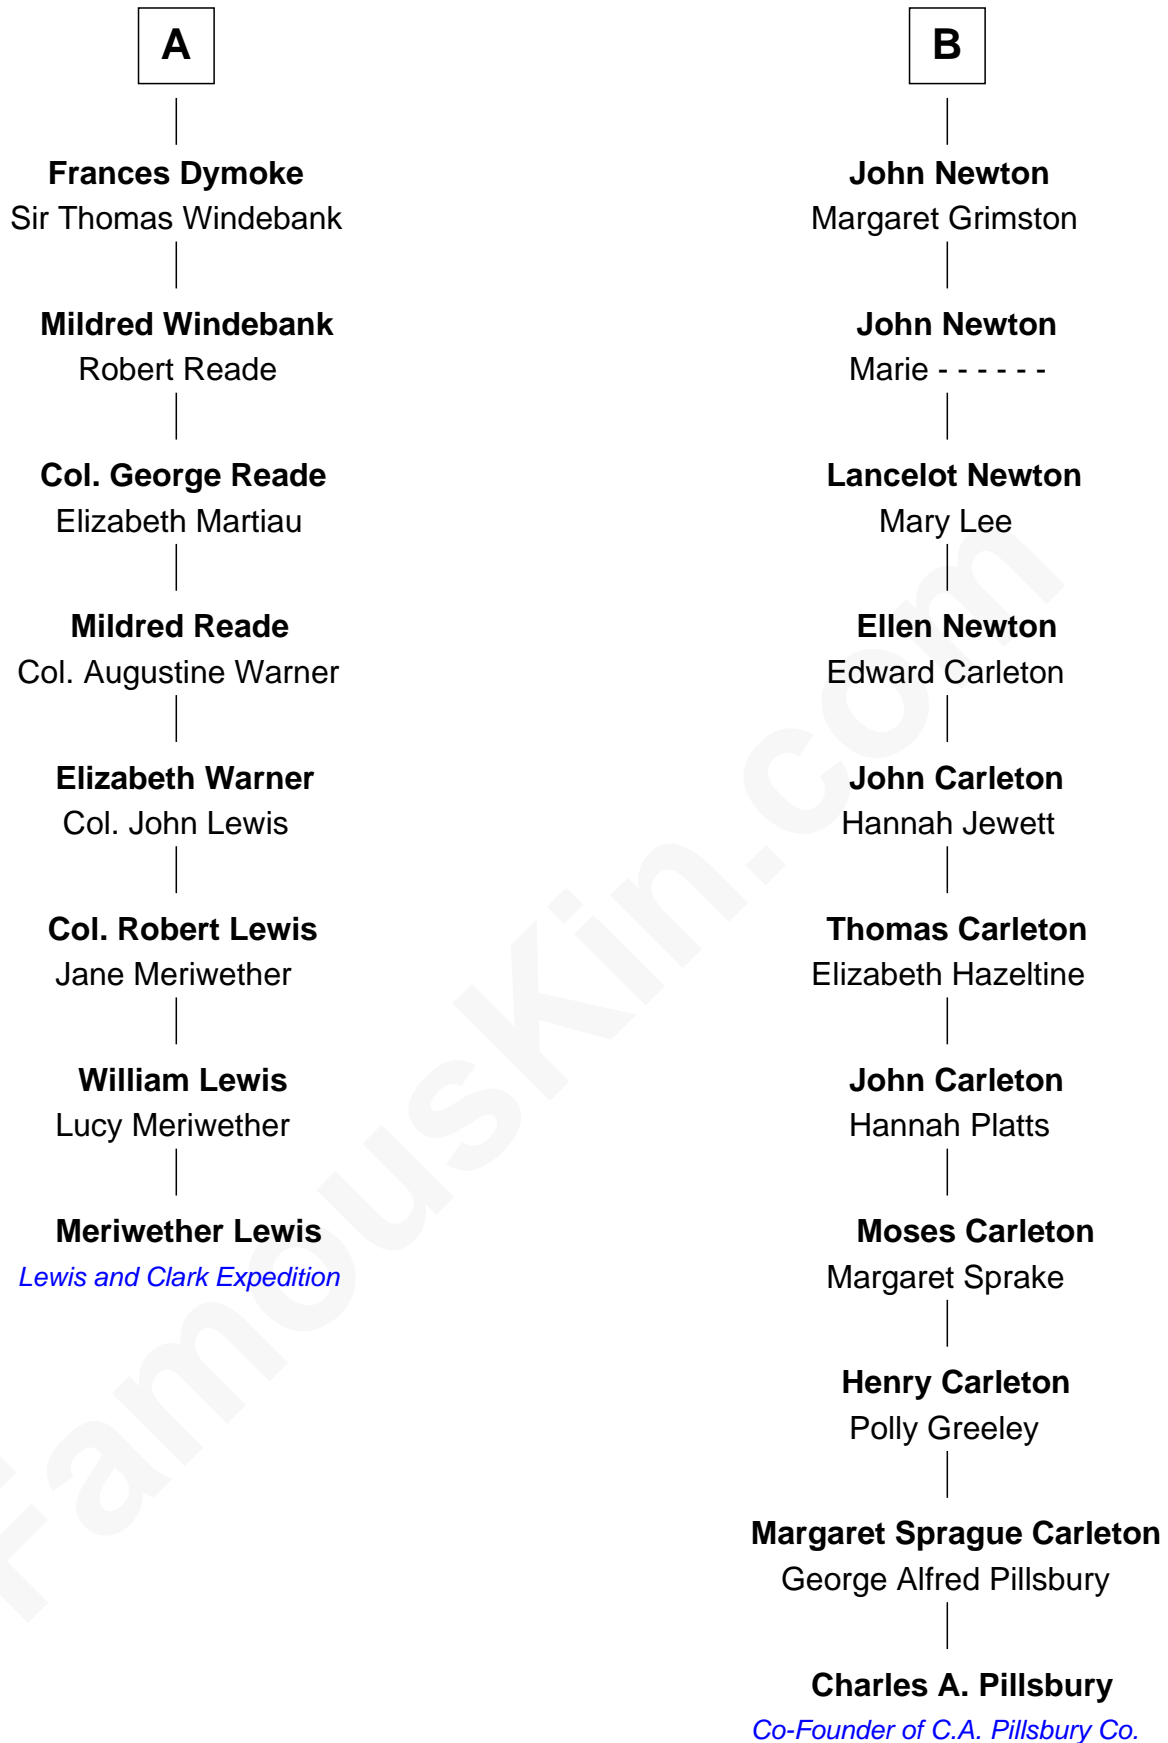 A
Frances Dymoke
Sir Thomas Windebank
Mildred Windebank
Robert Reade
Col. George Reade
Elizabeth Martiau
Mildred Reade
Col. Augustine Warner
Elizabeth Warner
Col. John Lewis
Col. Robert Lewis
Jane Meriwether
William Lewis
Lucy Meriwether
Meriwether Lewis
Lewis and Clark Expedition
B
John Newton
Margaret Grimston
John Newton
Marie - - - - - -
Lancelot Newton
Mary Lee
Ellen Newton
Edward Carleton
John Carleton
Hannah Jewett
Thomas Carleton
Elizabeth Hazeltine
John Carleton
Hannah Platts
Moses Carleton
Margaret Sprake
Henry Carleton
Polly Greeley
Margaret Sprague Carleton
George Alfred Pillsbury
Charles A. Pillsbury
Co-Founder of C.A. Pillsbury Co.
FamousKin.com